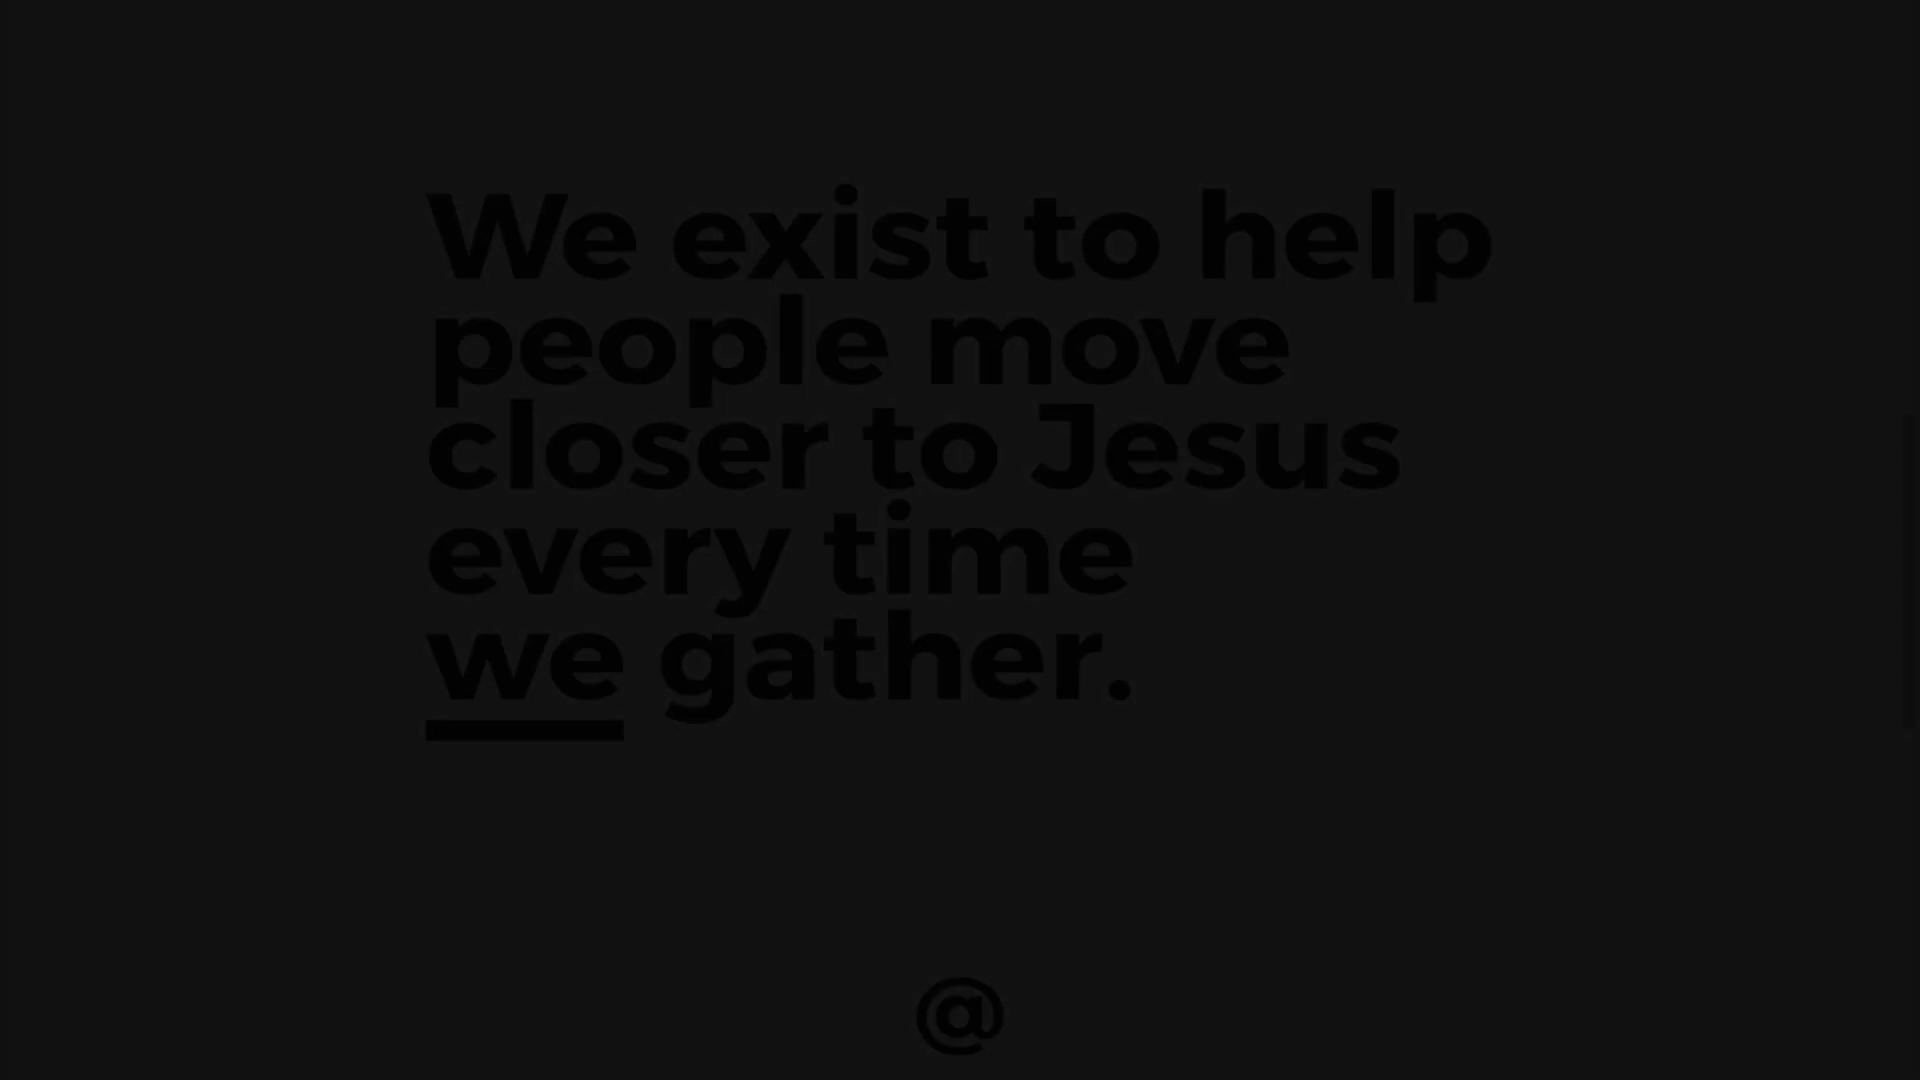 We exist to help
people move
closer to Jesus
every time
we gather.
@